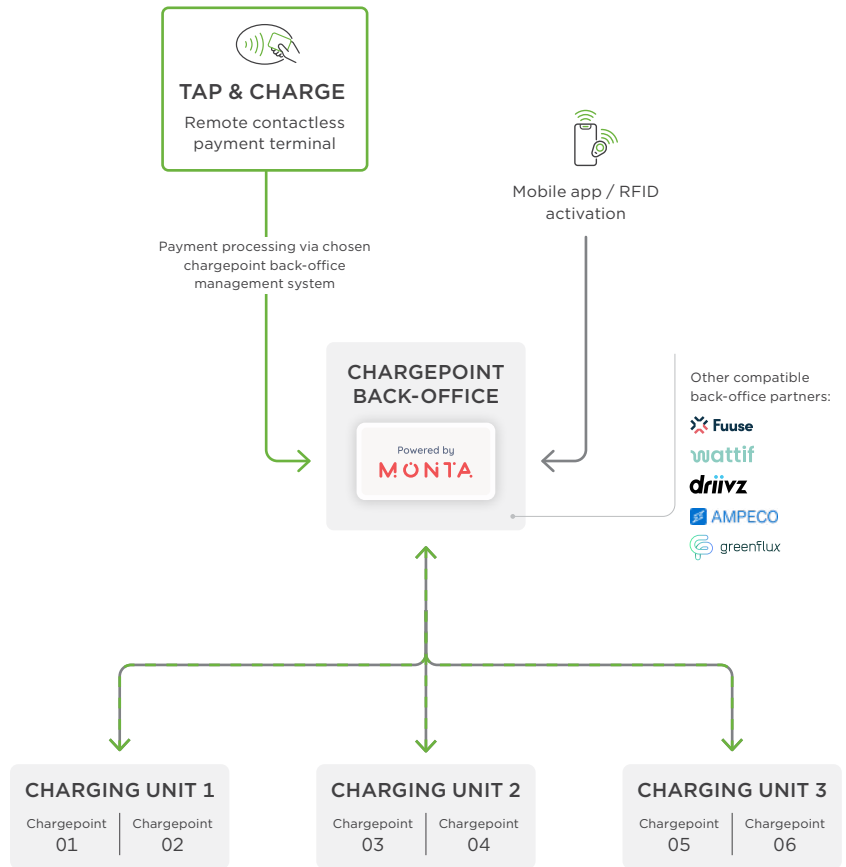 TAP & CHARGE
Remote contactless
payment terminal
Mobile app / RFID
activation
Payment processing via chosen
chargepoint back-office
management system
CHARGEPOINT
BACK-OFFICE
Powered by
MONTA
Other compatible
back-office partners:
Fuuse
wattif
driivz
AMPECO
greenflux
CHARGING UNIT 1
Chargepoint
01
Chargepoint
02
CHARGING UNIT 2
Chargepoint
03
Chargepoint
04
CHARGING UNIT 3
Chargepoint
05
Chargepoint
06